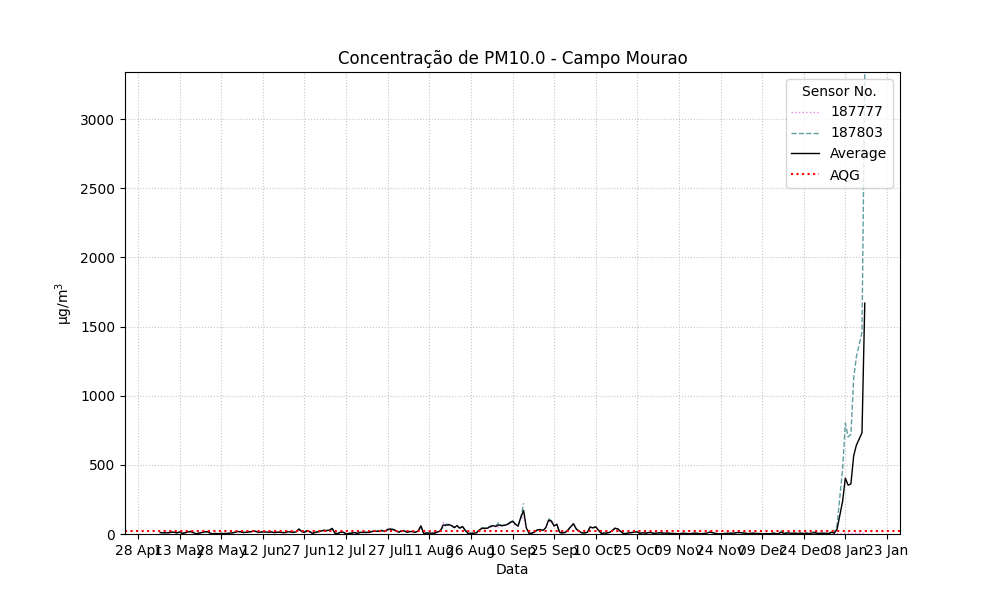 Concentração de PM10.0 - Campo Mourao
Sensor No.
187777
187803
Average
AQG
3000
2500
2000
1500
1000
500
0
µg/m³
28 Apr 13 May 28 May 12 Jun 27 Jun 12 Jul 27 Jul 11 Aug 26 Aug 10 Sep 25 Sep 10 Oct 25 Oct 09 Nov 24 Nov 09 Dec 24 Dec 08 Jan 23 Jan
Data